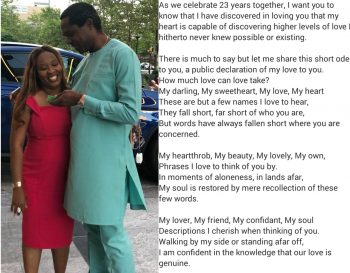 As we celebrate 23 years together, I want you
to know that I have discovered in loving you that my
heart is capable of discovering higher levels of love I
hitherto never knew possible or existing.
There is much to say but let me share this short ode
to you, a public declaration of my love to you.
How much love can love take?
My darling, My sweetheart, My love, My heart
These are but a few names I love to hear,
They fall short, far short of who you are,
But words have always fallen short where you are
concerned.
My heartthrob, My beauty, My lovely, My own,
Phrases I love to think of you by.
In moments of aloneness, in lands afar,
My soul is restored by mere recollection of these
few words.
My lover, My friend, My confidant, My soul
Descriptions I cherish when thinking of you.
Walking by my side or standing afar off,
I am confident in the knowledge that our love is
genuine.